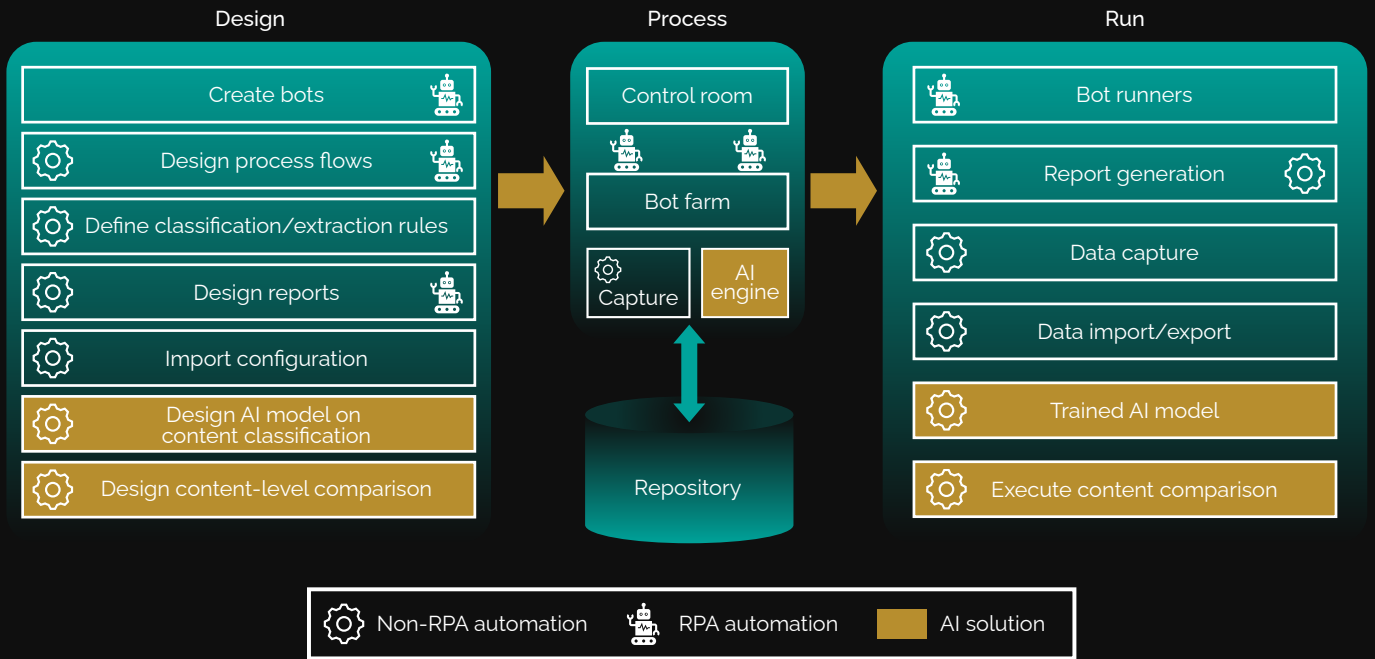 Design
Create bots
Design process flows
Define classification/extraction rules
Design reports
Import configuration
Design AI model on
content classification
Design content-level comparison
Process
Control room
Bot farm
Capture
AI
engine
Repository
Run
Bot runners
Report generation
Data capture
Data import/export
Trained AI model
Execute content comparison
Non-RPA automation
RPA automation
AI solution